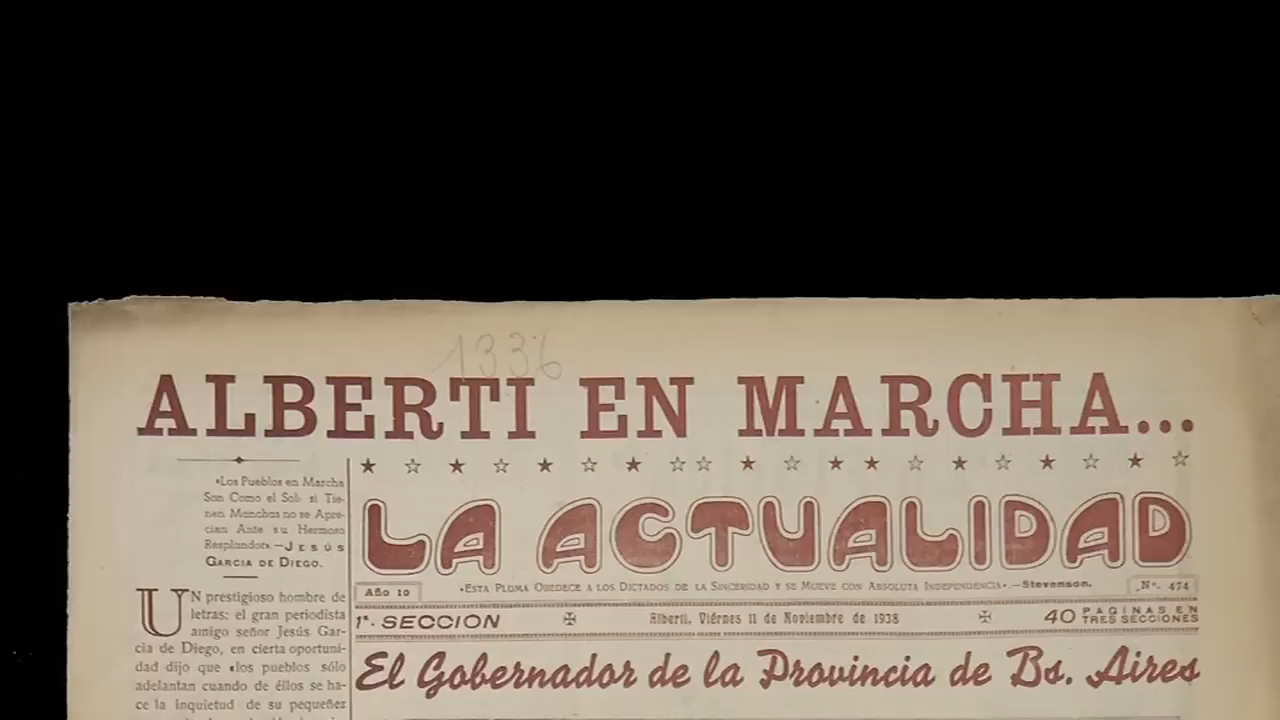 1336
ALBERTI EN MARCHA...
«Los Pueblos en Marcha
Son Como el Sol: si Tie-
nen Manchas no se Apre-
cian Ante su Hermoso
Resplandor».—JESÚS
GARCIA DE DIEGO.
UN prestigioso hombre de
letras: el gran periodista
amigo señor Jesús Gar-
cía de Diego, en cierta oportuni-
dad dijo que «los pueblos sólo
adelantan cuando de éllos se ha-
ce la inquietud de su pequeñez
LA ACTUALIDAD
Año 10
«ESTA PLUMA OBEDECE A LOS DICTADOS DE LA SINCERIDAD Y SE MUEVE CON ABSOLUTA INDEPENDENCIA».—Stevenson.
Nº. 474
1ª. SECCION
Alberti, Viérnes 11 de Noviembre de 1938
40 PAGINAS EN
TRES SECCIONES
El Gobernador de la Provincia de Bs. Aires